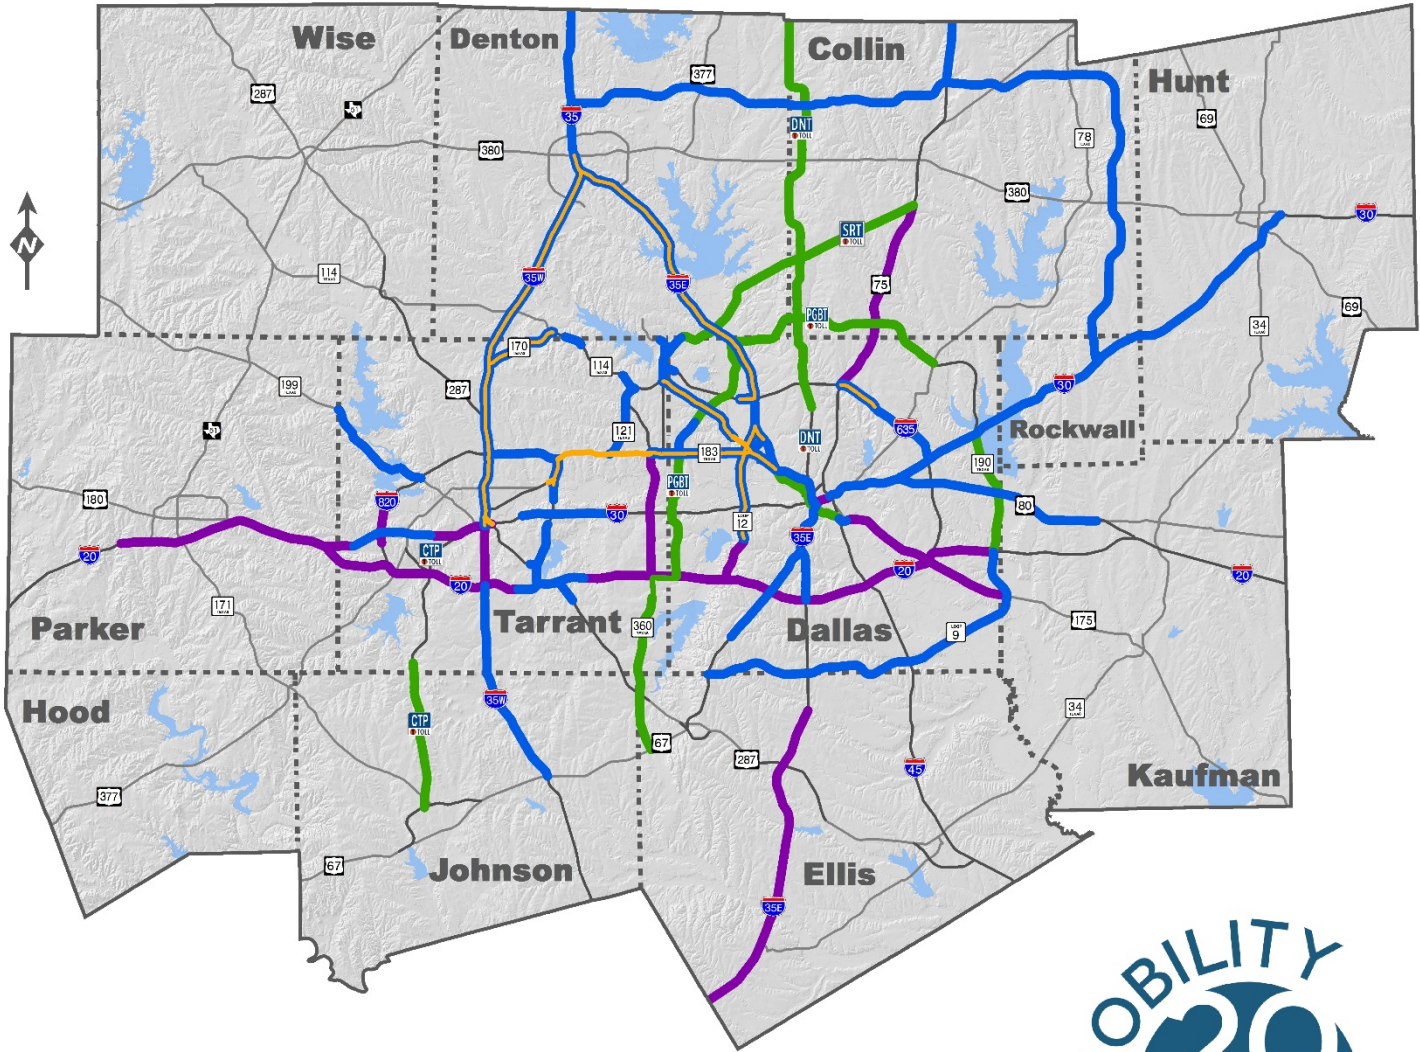 Wise
Denton
Collin
Hunt
287
377
35
DNT
TOLL
69
78
380
380
SRT
TOLL
30
114
35W
35E
75
PGBT
TOLL
69
34
170
114
199
287
30
121
635
Rockwall
DNT
TOLL
183
190
180
820
PGBT
TOLL
80
30
LOOP
12
35E
20
CTP
TOLL
20
20
20
171
Parker
Tarrant
360
Dallas
LOOP
9
175
35W
Hood
CTP
TOLL
34
67
287
45
Kaufman
377
67
Johnson
Ellis
35E
N
OBILITY